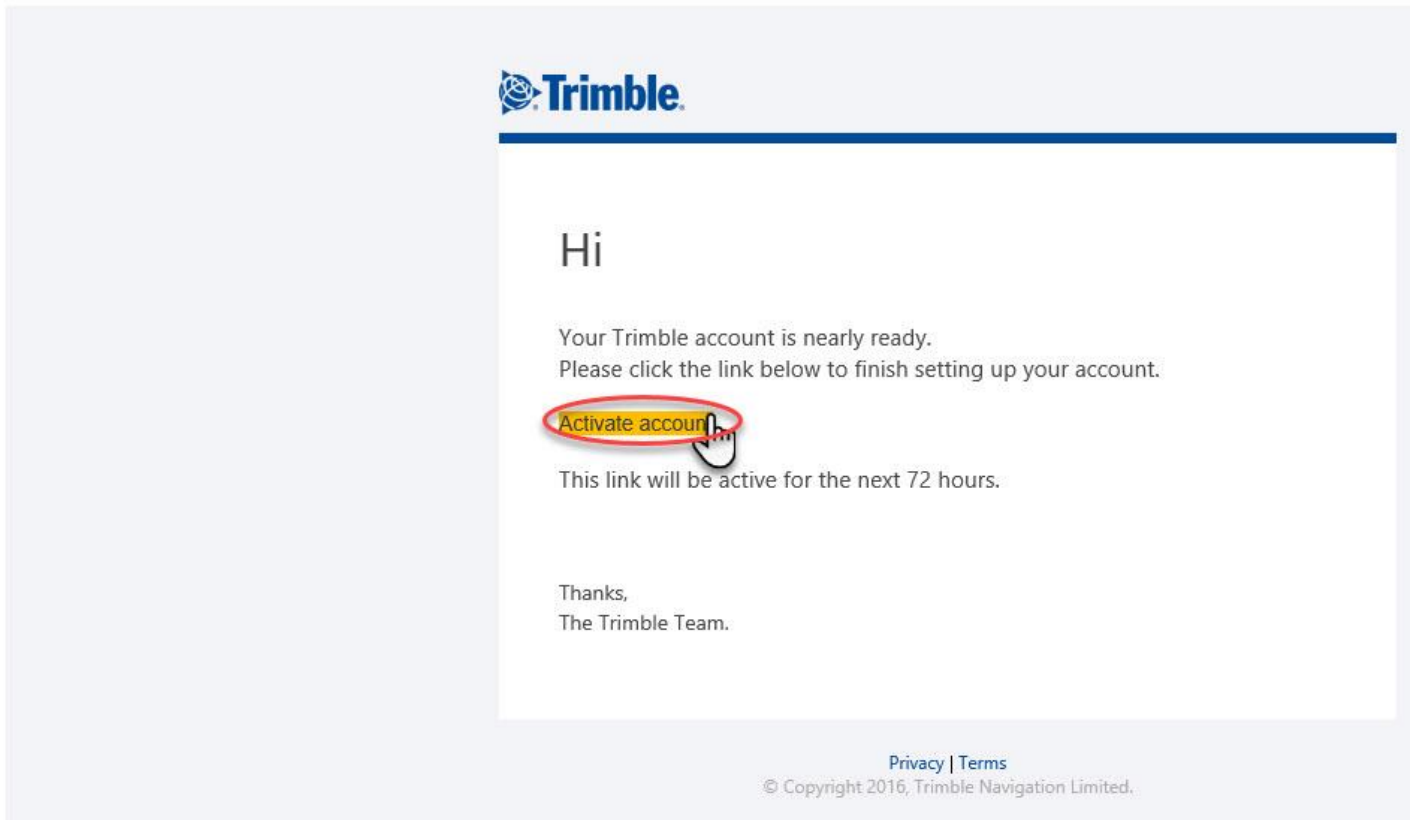 Trimble.
Hi
Your Trimble account is nearly ready.
Please click the link below to finish setting up your account.
Activate accoun
This link will be active for the next 72 hours.
Thanks,
The Trimble Team.
Privacy | Terms
© Copyright 2016, Trimble Navigation Limited.